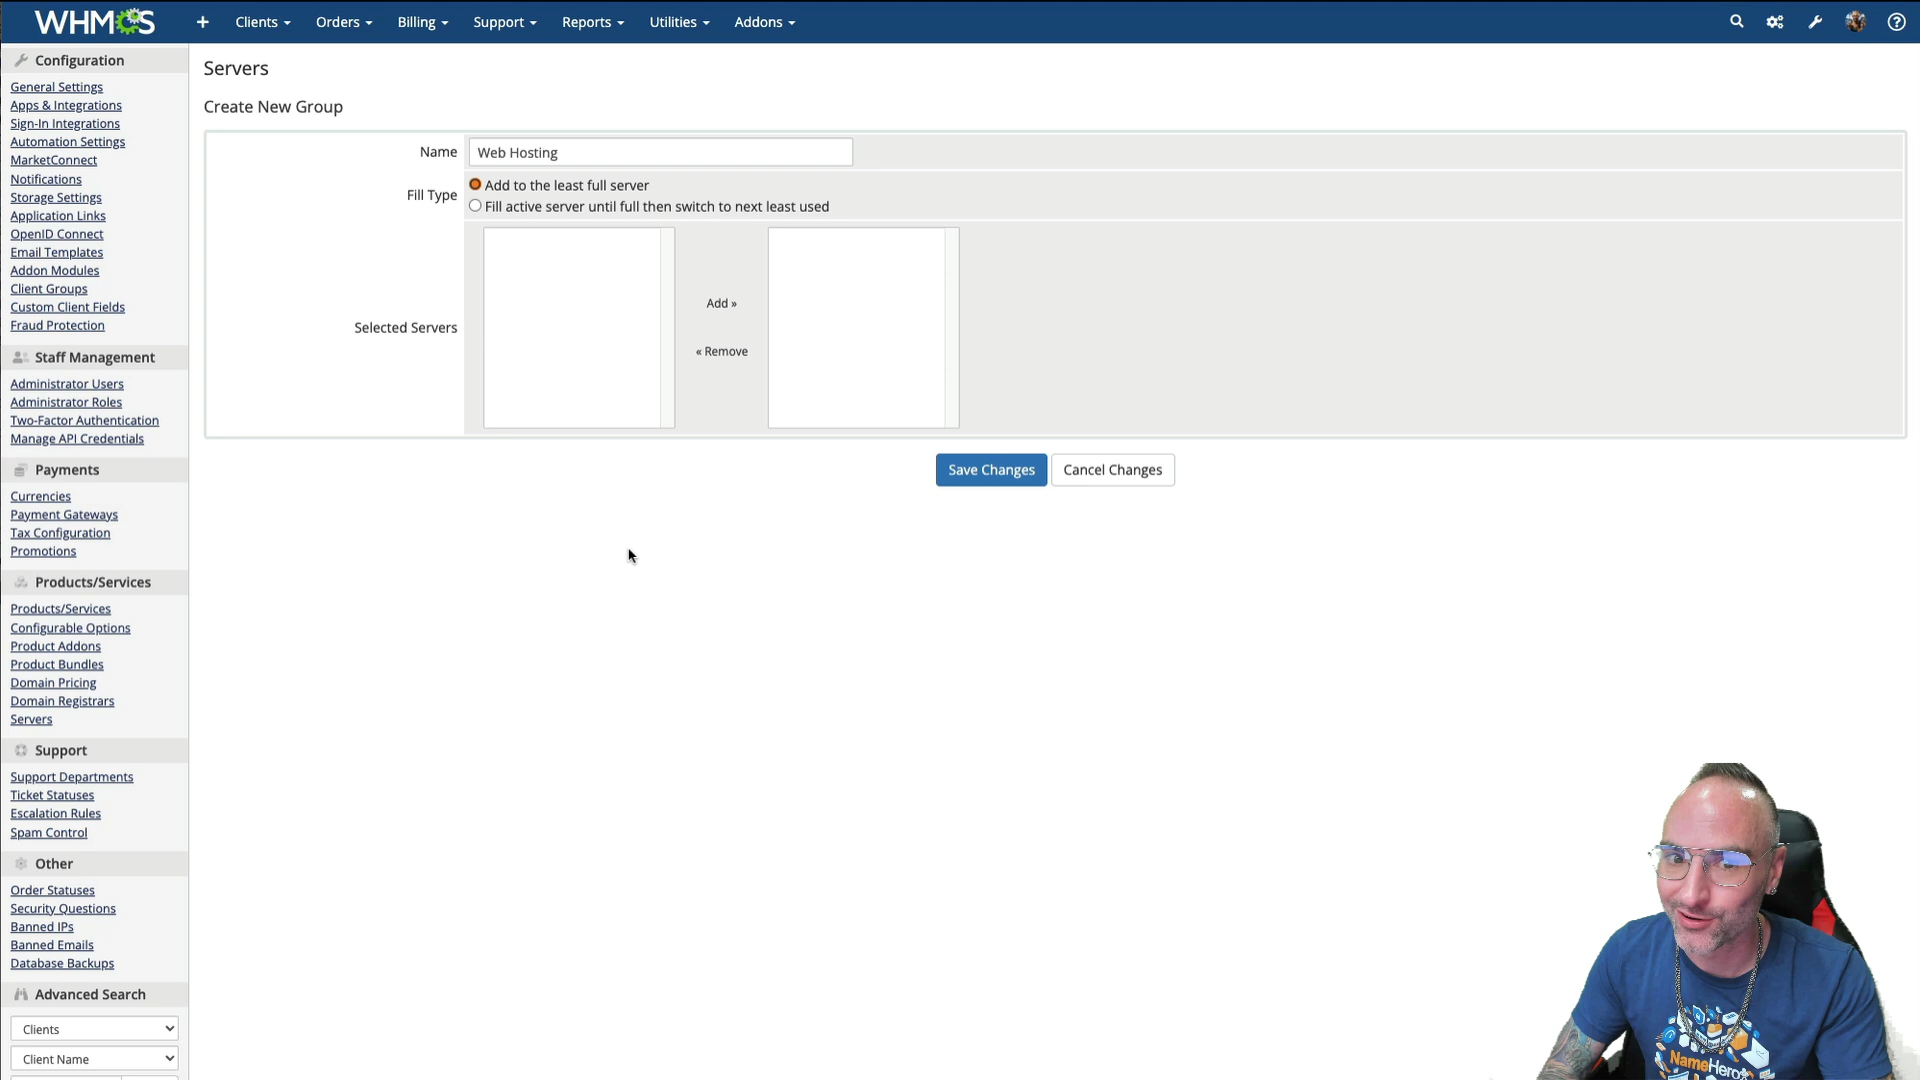 WHMCS
Clients
Orders
Billing
Support
Reports
Utilities
Addons
Configuration
General Settings
Apps & Integrations
Sign-In Integrations
Automation Settings
MarketConnect
Notifications
Storage Settings
Application Links
OpenID Connect
Email Templates
Addon Modules
Client Groups
Custom Client Fields
Fraud Protection
Staff Management
Administrator Users
Administrator Roles
Two-Factor Authentication
Manage API Credentials
Payments
Currencies
Payment Gateways
Tax Configuration
Promotions
Products/Services
Products/Services
Configurable Options
Product Addons
Product Bundles
Domain Pricing
Domain Registrars
Servers
Support
Support Departments
Ticket Statuses
Escalation Rules
Spam Control
Other
Order Statuses
Security Questions
Banned IPs
Banned Emails
Database Backups
Advanced Search
Clients
Client Name
Servers
Create New Group
Name
Web Hosting
Fill Type
Add to the least full server
Fill active server until full then switch to next least used
Selected Servers
Add »
« Remove
Save Changes
Cancel Changes
NameHero